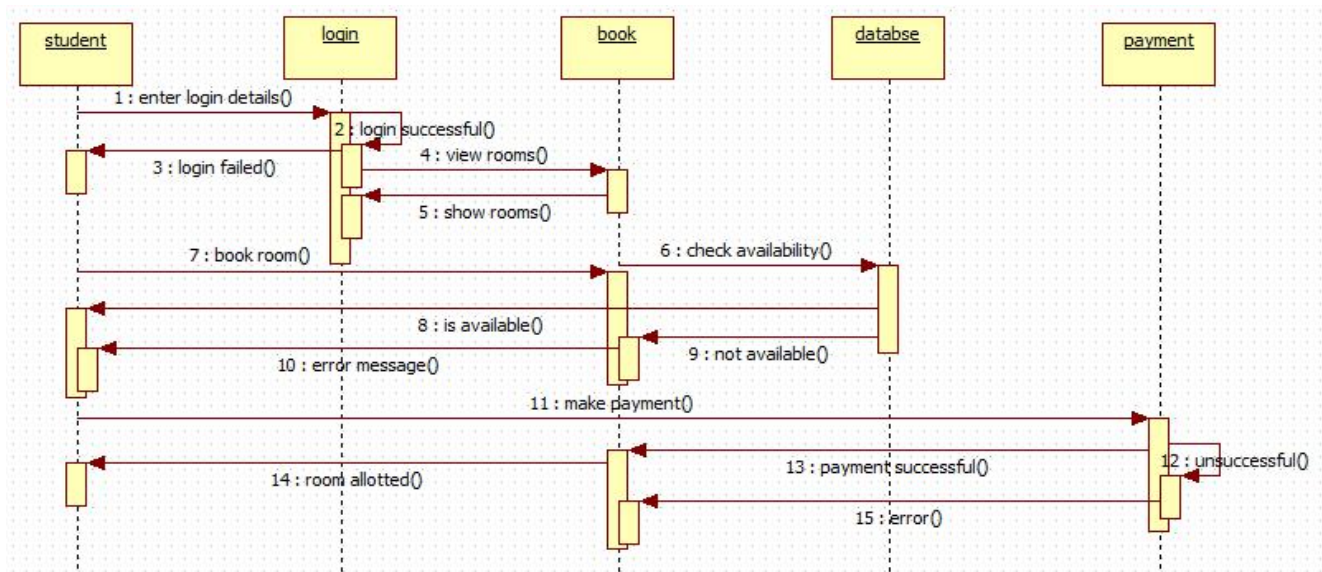 student
login
book
databse
payment
1 : enter login details()
2 : login successful()
3 : login failed()
4 : view rooms()
5 : show rooms()
6 : check availability()
7 : book room()
8 : is available()
9 : not available()
10 : error message()
11 : make payment()
12 : unsuccessful()
13 : payment successful()
14 : room allotted()
15 : error()